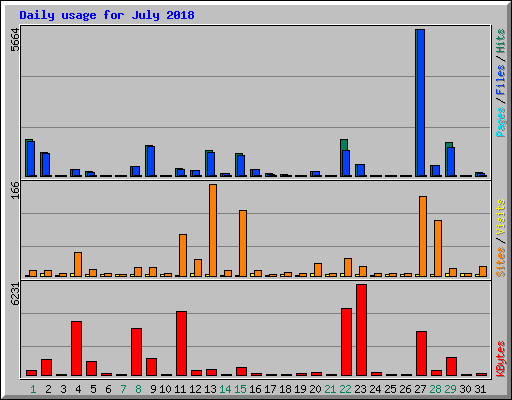 Daily usage for July 2018
5664
Pages / Files / Hits
166
Sites / Visits
6231
KBytes
1 2 3 4 5 6 7 8 9 10 11 12 13 14 15 16 17 18 19 20 21 22 23 24 25 26 27 28 29 30 31